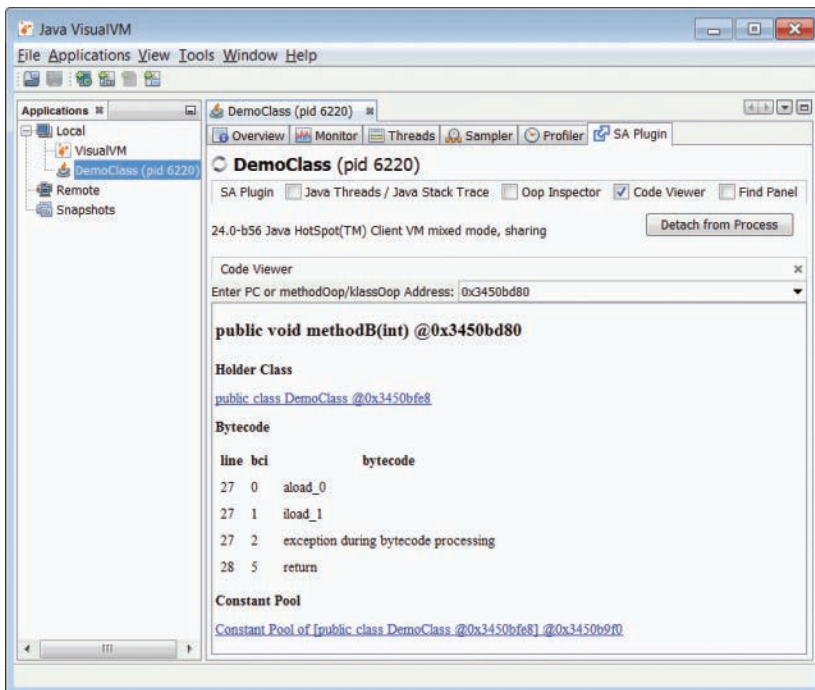 Java VisualVM
File Applications View Tools Window Help
Applications
Local
VisualVM
DemoClass (pid 6220)
Remote
Snapshots
DemoClass (pid 6220)
Overview Monitor Threads Sampler Profiler SA Plugin
DemoClass (pid 6220)
SA Plugin Java Threads / Java Stack Trace Oop Inspector Code Viewer Find Panel
24.0-b56 Java HotSpot(TM) Client VM mixed mode, sharing Detach from Process
Code Viewer
Enter PC or methodOop/klassOop Address: 0x3450bd80
public void methodB(int) @0x3450bd80
Holder Class
public class DemoClass @0x3450bfe8
Bytecode
line bci bytecode
27 0 aload_0
27 1 iload_1
27 2 exception during bytecode processing
28 5 return
Constant Pool
Constant Pool of [public class DemoClass @0x3450bfe8] @0x3450b9f0